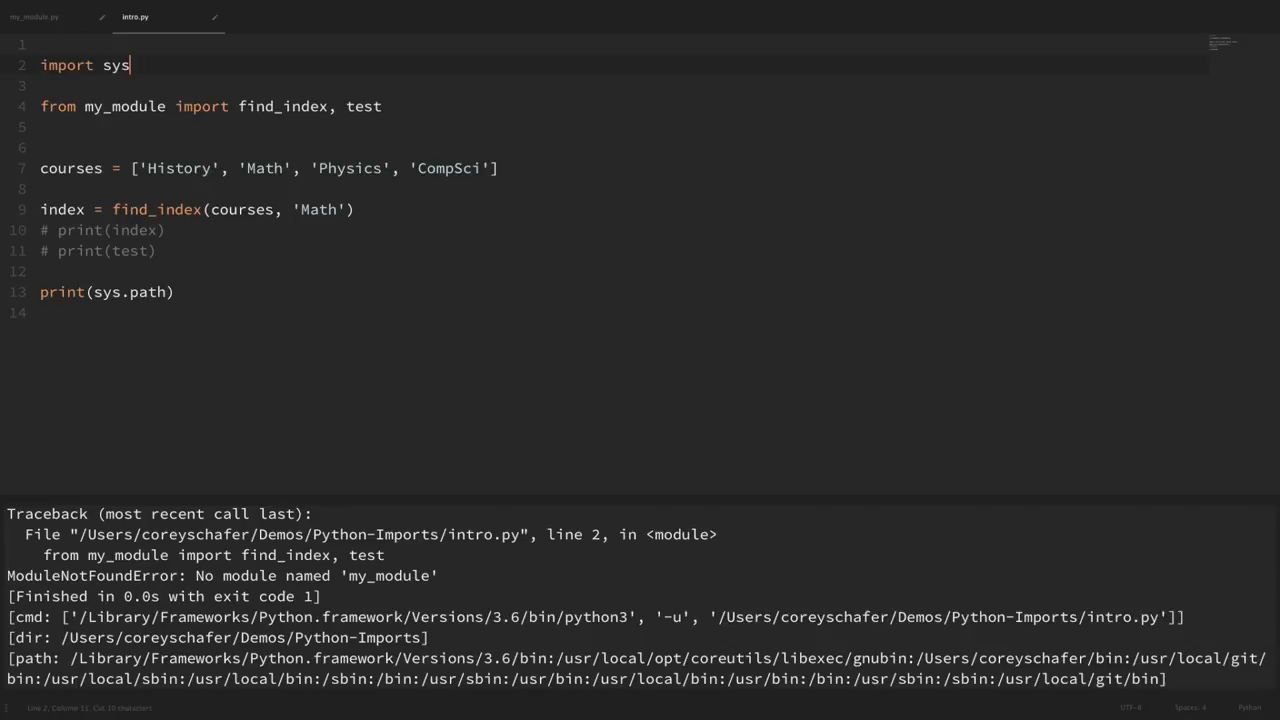 my_module.py
intro.py
1
2 import sys
3
4 from my_module import find_index, test
5
6
7 courses = ['History', 'Math', 'Physics', 'CompSci']
8
9 index = find_index(courses, 'Math')
10 # print(index)
11 # print(test)
12
13 print(sys.path)
14
Traceback (most recent call last):
File "/Users/coreyschafer/Demos/Python-Imports/intro.py", line 2, in <module>
from my_module import find_index, test
ModuleNotFoundError: No module named 'my_module'
[Finished in 0.0s with exit code 1]
[cmd: ['/Library/Frameworks/Python.framework/Versions/3.6/bin/python3', '-u', '/Users/coreyschafer/Demos/Python-Imports/intro.py']]
[dir: /Users/coreyschafer/Demos/Python-Imports]
[path: /Library/Frameworks/Python.framework/Versions/3.6/bin:/usr/local/opt/coreutils/libexec/gnubin:/Users/coreyschafer/bin:/usr/local/git/
bin:/usr/local/sbin:/usr/local/bin:/sbin:/bin:/usr/sbin:/usr/bin:/usr/local/bin:/usr/bin:/bin:/usr/sbin:/sbin:/usr/local/git/bin]
Line 2, Column 11, Cut 10 characters
UTF-8
Spaces: 4
Python